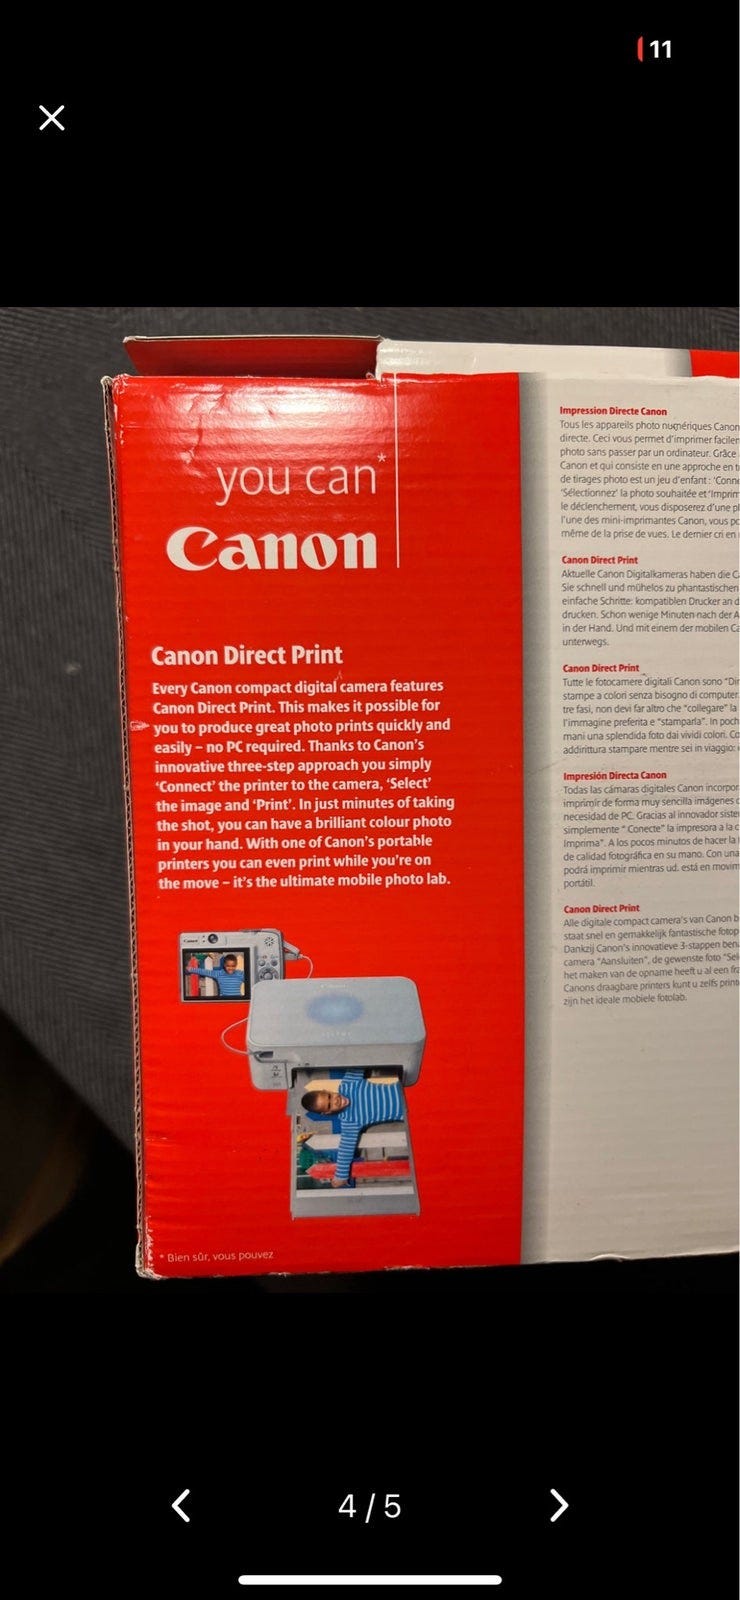 11
you can*
Canon
Canon Direct Print
Every Canon compact digital camera features
Canon Direct Print. This makes it possible for
you to produce great photo prints quickly and
easily – no PC required. Thanks to Canon's
innovative three-step approach you simply
'Connect' the printer to the camera, 'Select'
the image and 'Print'. In just minutes of taking
the shot, you can have a brilliant colour photo
in your hand. With one of Canon's portable
printers you can even print while you're on
the move – it's the ultimate mobile photo lab.
Canon
* Bien sûr, vous pouvez
Impression Directe Canon
Tous les appareils photo numériques Canon
directe. Ceci vous permet d'imprimer
photo sans passer par un ordinateur. Grâce
Canon et qui consiste en une approche en
de tirages photo est un jeu d'enfant :
'Sélectionnez' la photo souhaitée et
le déclenchement, vous disposerez d'une
l'une des mini-imprimantes Canon, vous
même de la prise de vues. Le dernier cri en
Canon Direct Print
Aktuelle Canon Digitalkameras haben die
Sie schnell und mühelos zu phantastischen
einfache Schritte: kompatiblen Drucker an
drucken. Schon wenige Minuten nach der
in der Hand. Und mit einem der mobilen
unterwegs.
Canon Direct Print
Tutte le fotocamere digitali Canon sono
stampe a colori senza bisogno di computer.
tre fasi, non devi far altro che "collegare" la
l'immagine preferita e "stamparla". In
mani una splendida foto dai vividi colori.
addirittura stampare mentre sei in viaggio:
Impresión Directa Canon
Todas las cámaras digitales Canon
imprimir de forma muy sencilla imágenes
necesidad de PC. Gracias al innovador
simplemente " Conecte" la impresora a la
Imprima". A los pocos minutos de hacer la
de calidad fotográfica en su mano. Con una
podrá imprimir mientras ud. está en
portátil.
Canon Direct Print
Alle digitale compact camera's van Canon
staat snel en gemakkelijk fantastische
Dankzij Canon's innovatieve 3-stappen
camera "Aansluiten", de gewenste foto
het maken van de opname heeft u al een
Canons draagbare printers kunt u zelfs
zijn het ideale mobiele fotolab.
4 / 5